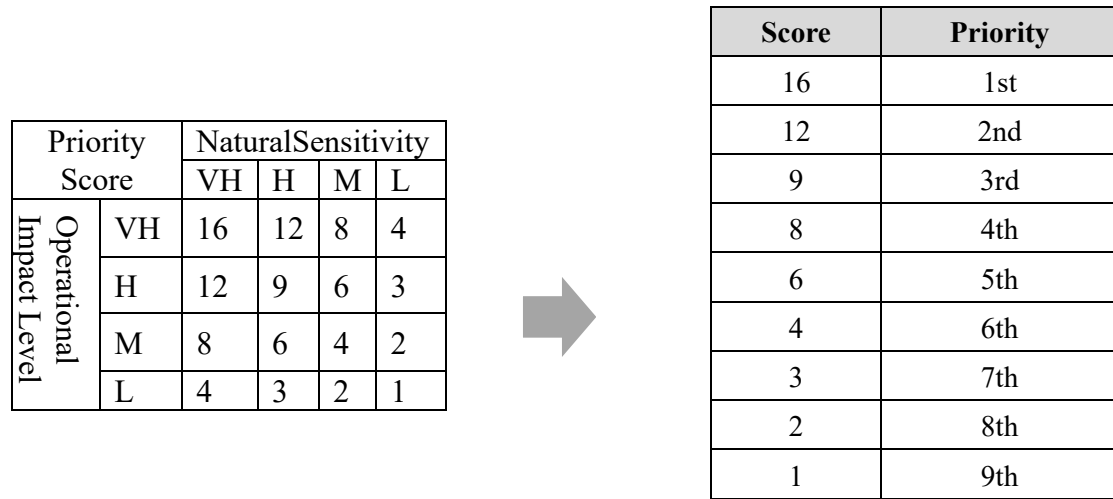 Priority Score NaturalSensitivity
VH H M L
Operational Impact Level
VH 16 12 8 4
H 12 9 6 3
M 8 6 4 2
L 4 3 2 1
Score Priority
16 1st
12 2nd
9 3rd
8 4th
6 5th
4 6th
3 7th
2 8th
1 9th